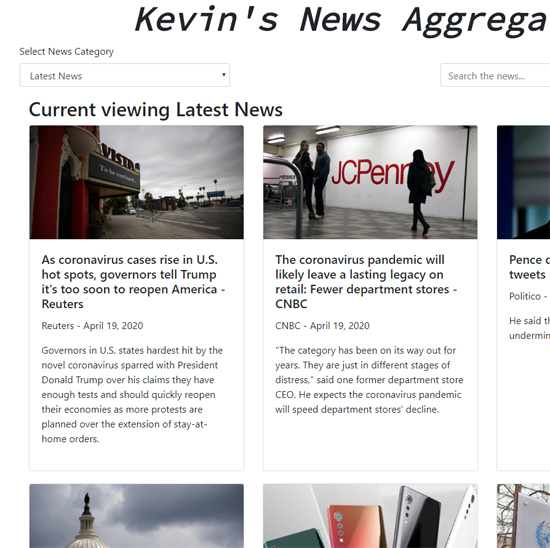 Kevin's News Aggrega
Select News Category
Latest News
Search the news...
Current viewing Latest News
VISTA
To be continued...
JCPenney
As coronavirus cases rise in U.S.
hot spots, governors tell Trump
it's too soon to reopen America -
Reuters
Reuters - April 19, 2020
Governors in U.S. states hardest hit by the
novel coronavirus sparred with President
Donald Trump over his claims they have
enough tests and should quickly reopen
their economies as more protests are
planned over the extension of stay-at-
home orders.
The coronavirus pandemic will
likely leave a lasting legacy on
retail: Fewer department stores -
CNBC
CNBC - April 19, 2020
"The category has been on its way out for
years. They are just in different stages of
distress," said one former department store
CEO. He expects the coronavirus pandemic
will speed department stores' decline.
Pence d
tweets
Politico -
He said th
undermin